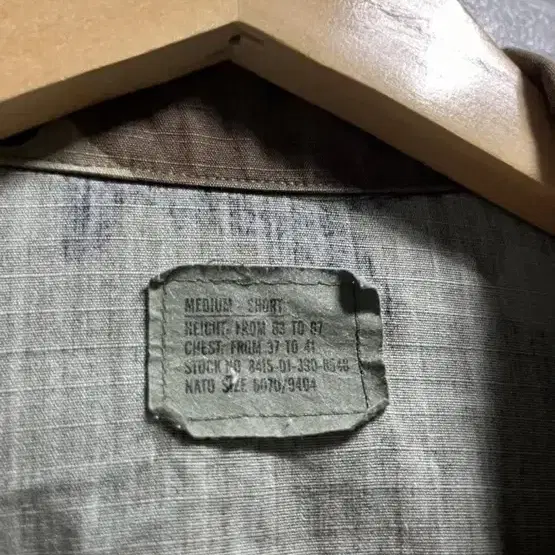 MEDIUM - SHORT
HEIGHT: FROM 63 TO 67
CHEST: FROM 37 TO 41
STOCK NO. 8415-01-390-8548
NATO SIZE 6070/9404